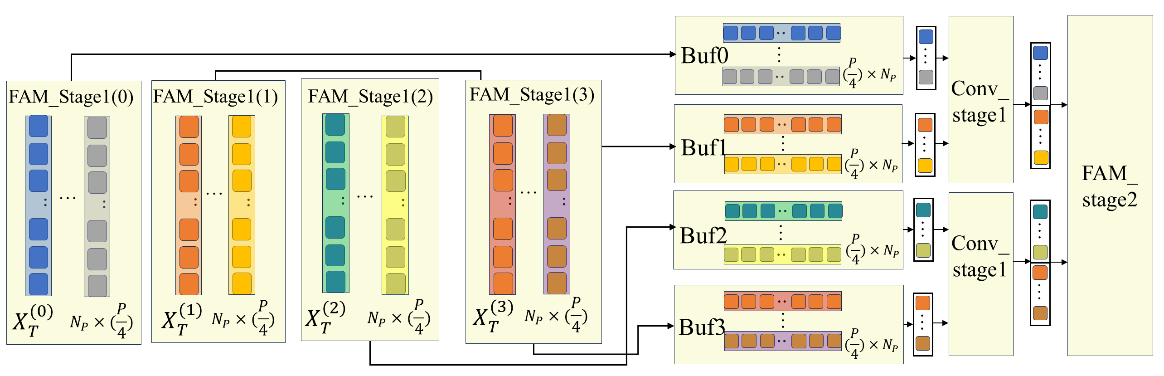 FAM_Stage1(0)
X_T^(0)
N_P × (P/4)
FAM_Stage1(1)
X_T^(1)
N_P × (P/4)
FAM_Stage1(2)
X_T^(2)
N_P × (P/4)
FAM_Stage1(3)
X_T^(3)
N_P × (P/4)
Buf0
(P/4) × N_P
Buf1
(P/4) × N_P
Buf2
(P/4) × N_P
Buf3
(P/4) × N_P
Conv_
stage1
Conv_
stage1
FAM_
stage2